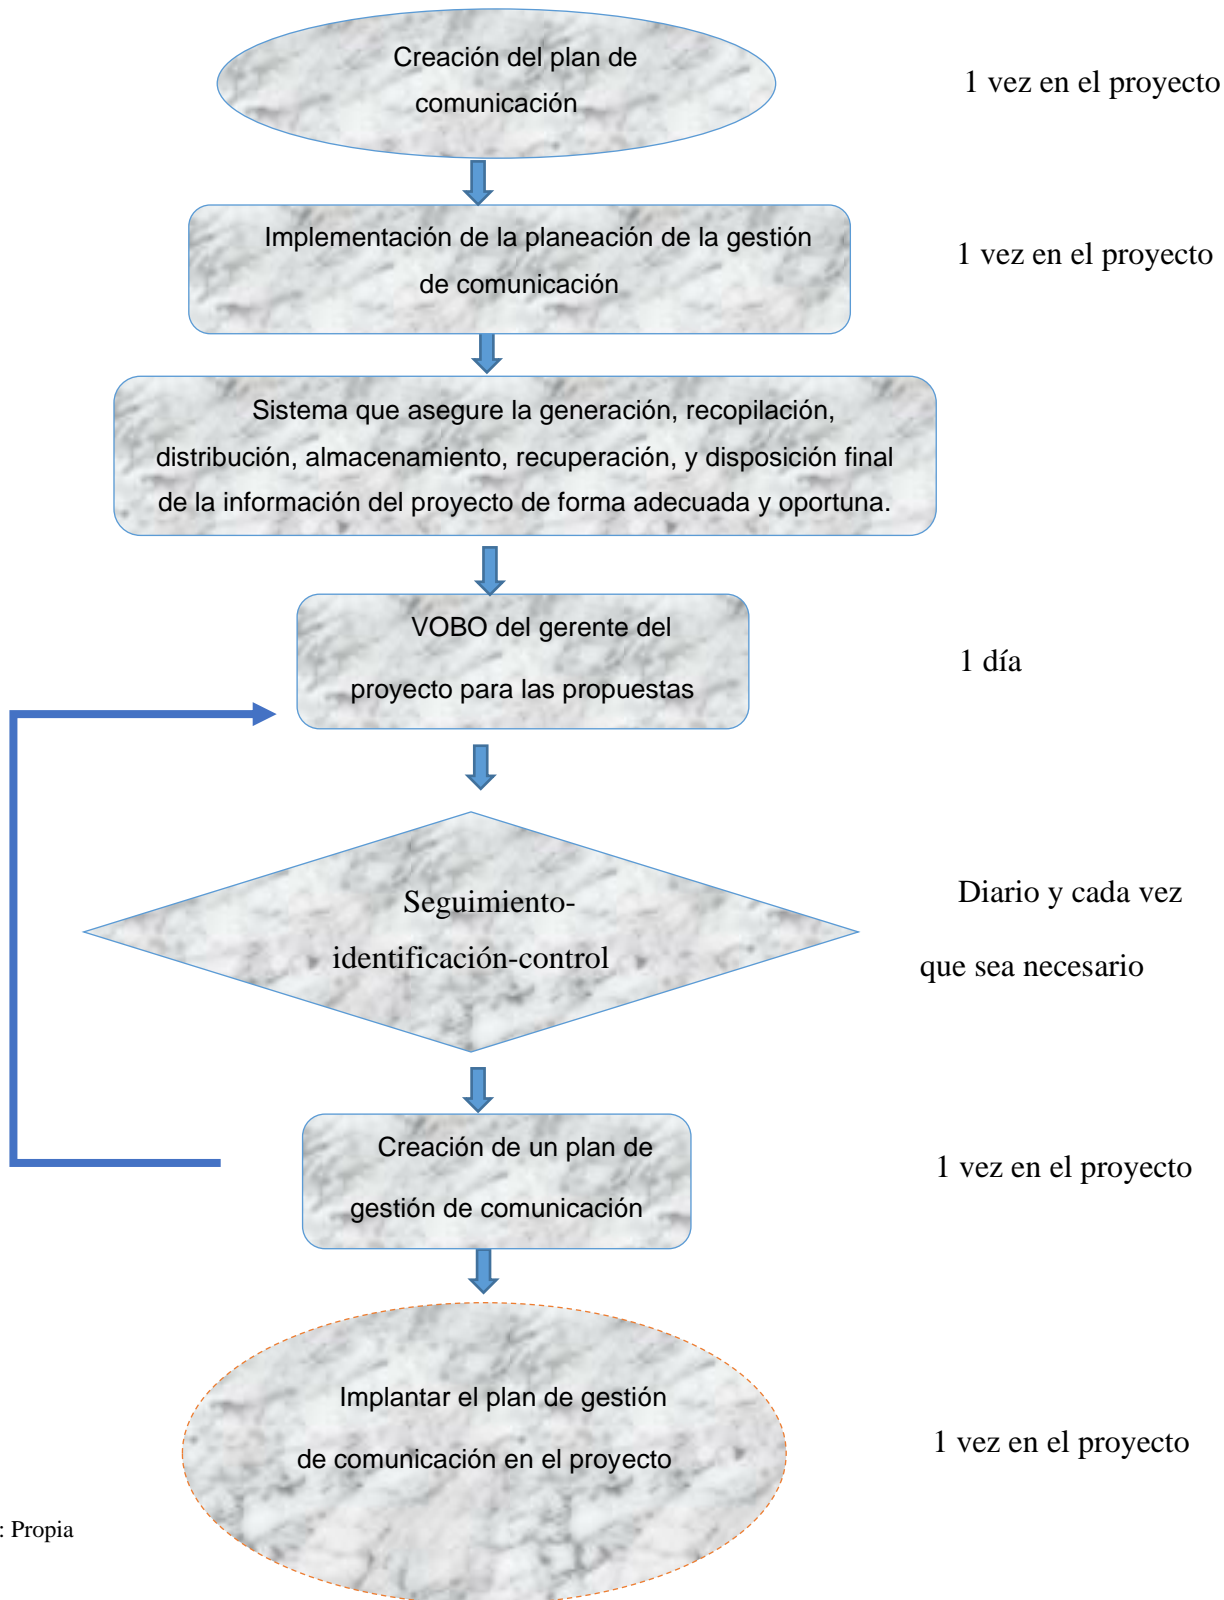 Creación del plan de
comunicación
1 vez en el proyecto
Implementación de la planeación de la gestión
de comunicación
1 vez en el proyecto
Sistema que asegure la generación, recopilación,
distribución, almacenamiento, recuperación, y disposición final
de la información del proyecto de forma adecuada y oportuna.
VOBO del gerente del
proyecto para las propuestas
1 día
Seguimiento-
identificación-control
Diario y cada vez
que sea necesario
Creación de un plan de
gestión de comunicación
1 vez en el proyecto
Implantar el plan de gestión
de comunicación en el proyecto
1 vez en el proyecto
: Propia